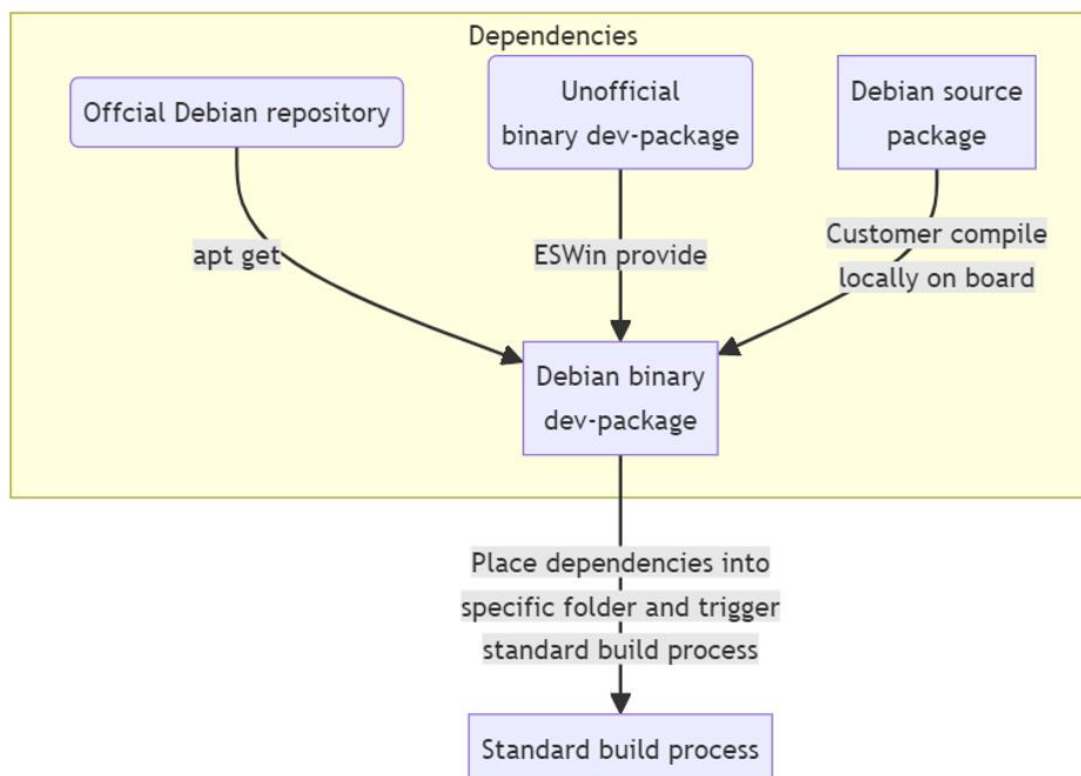 Dependencies
Offcial Debian repository
Unofficial
binary dev-package
Debian source
package
apt get
ESWin provide
Customer compile
locally on board
Debian binary
dev-package
Place dependencies into
specific folder and trigger
standard build process
Standard build process